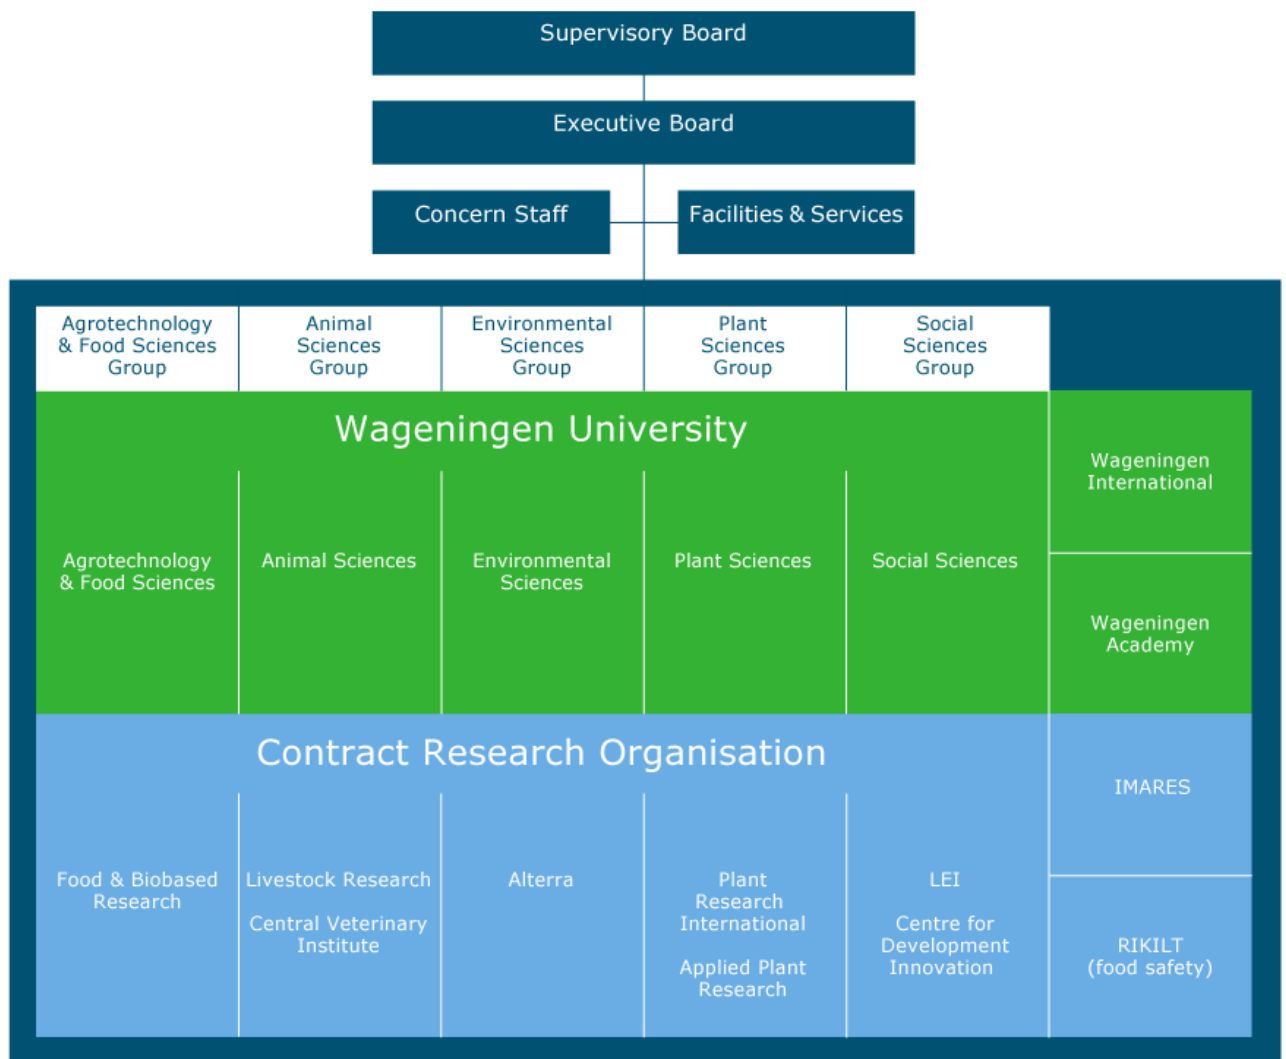 Supervisory Board
Executive Board
Concern Staff
Facilities & Services
Agrotechnology
& Food Sciences
Group
Animal
Sciences
Group
Environmental
Sciences
Group
Plant
Sciences
Group
Social
Sciences
Group
Wageningen University
Agrotechnology
& Food Sciences
Animal Sciences
Environmental
Sciences
Plant Sciences
Social Sciences
Wageningen
International
Wageningen
Academy
Contract Research Organisation
Food & Biobased
Research
Livestock Research
Central Veterinary
Institute
Alterra
Plant
Research
International
Applied Plant
Research
LEI
Centre for
Development
Innovation
IMARES
RIKILT
(food safety)